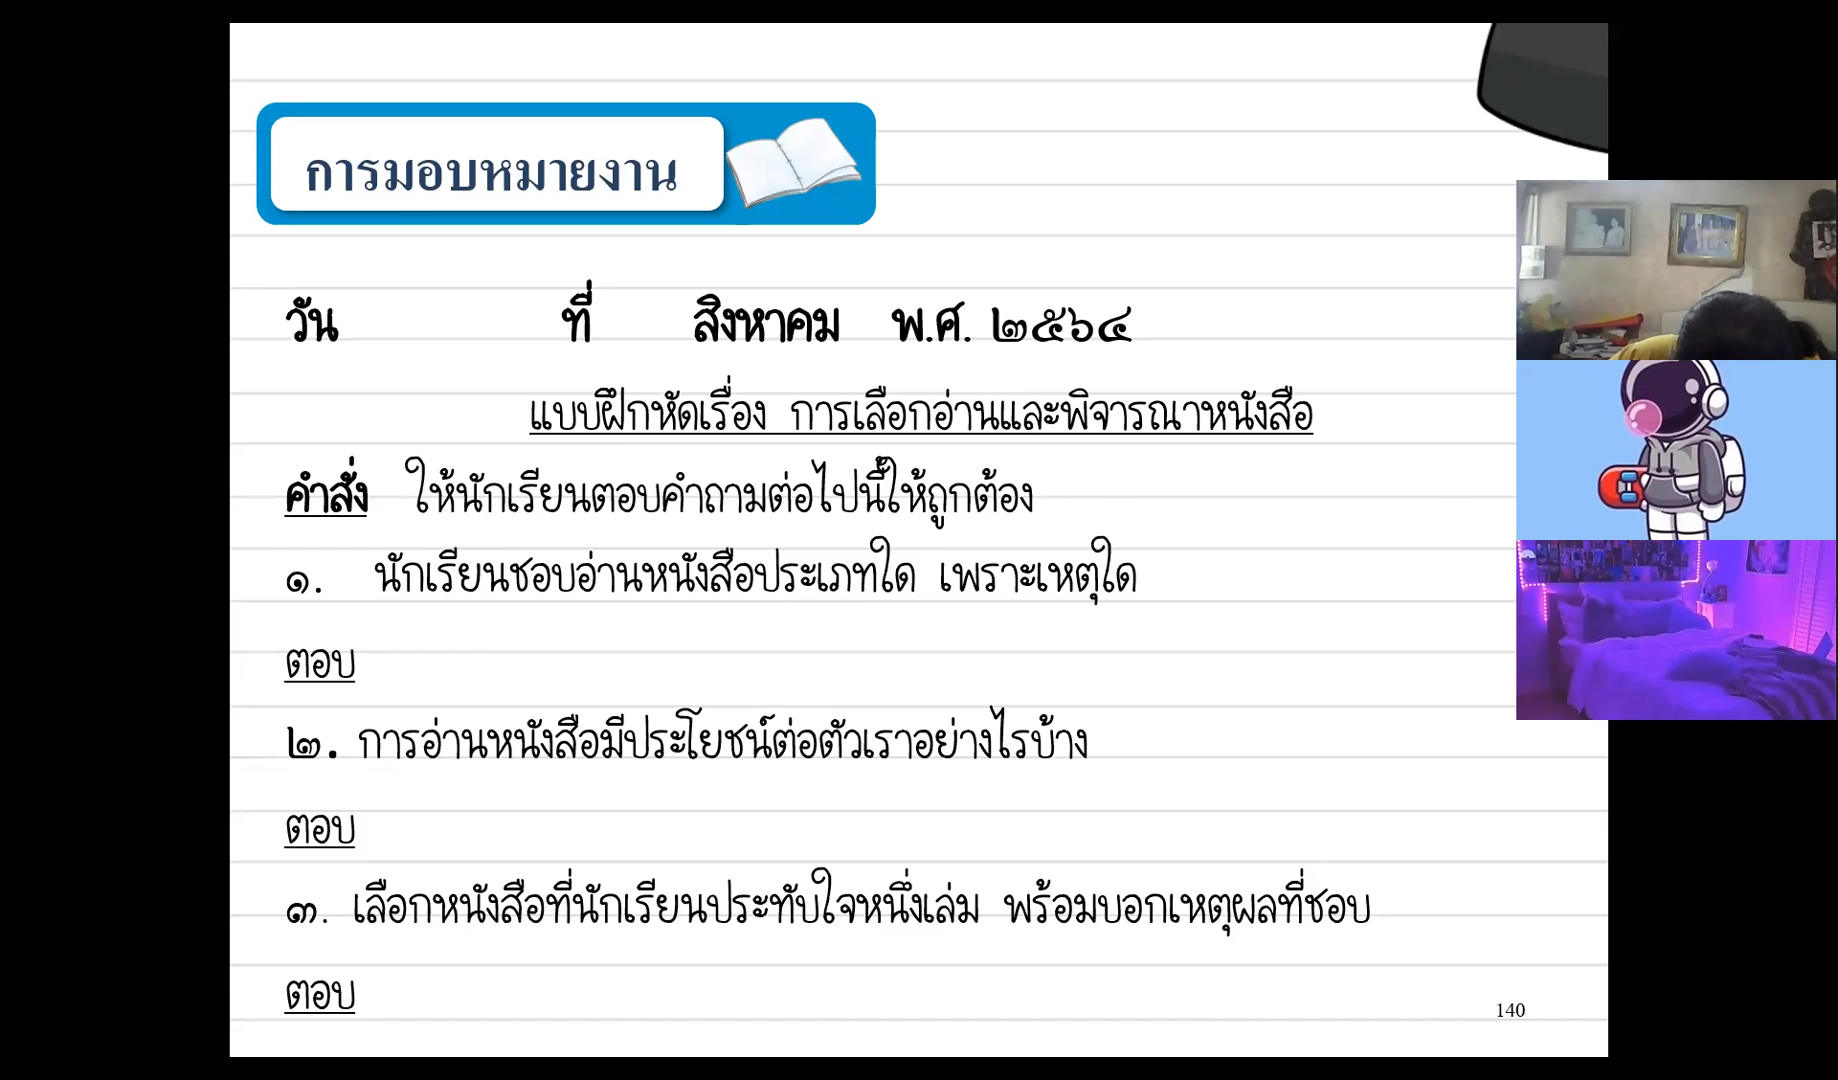 การมอบหมายงาน
วัน ที่ สิงหาคม พ.ศ. ๒๕๖๔
แบบฝึกหัดเรื่อง การเลือกอ่านและพิจารณาหนังสือ
คำสั่ง ให้นักเรียนตอบคำถามต่อไปนี้ให้ถูกต้อง
๑. นักเรียนชอบอ่านหนังสือประเภทใด เพราะเหตุใด
ตอบ
๒. การอ่านหนังสือมีประโยชน์ต่อตัวเราอย่างไรบ้าง
ตอบ
๓. เลือกหนังสือที่นักเรียนประทับใจหนึ่งเล่ม พร้อมบอกเหตุผลที่ชอบ
ตอบ
140